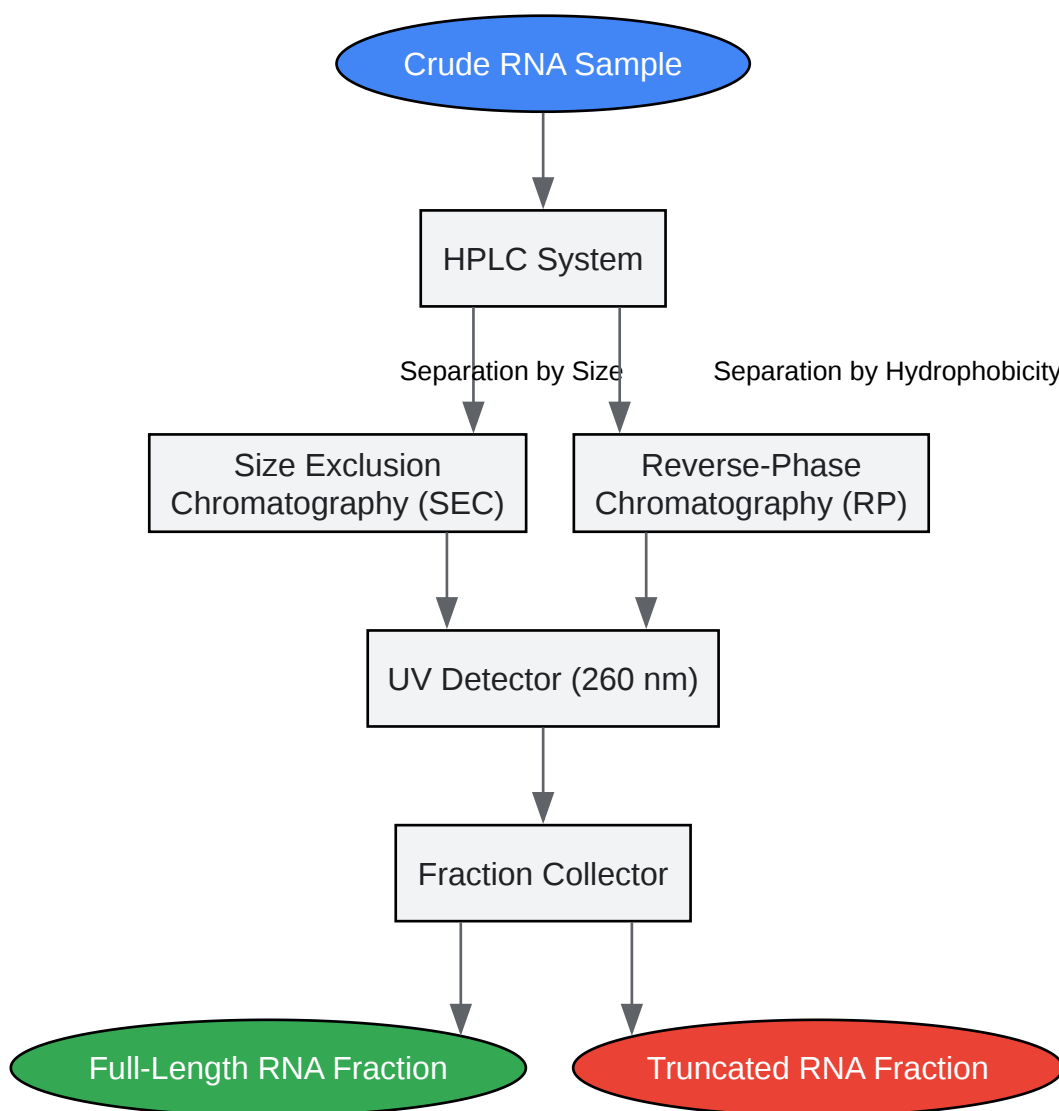 Crude RNA Sample
HPLC System
Separation by Size
Separation by Hydrophobicity
Size Exclusion
Chromatography (SEC)
Reverse-Phase
Chromatography (RP)
UV Detector (260 nm)
Fraction Collector
Full-Length RNA Fraction
Truncated RNA Fraction